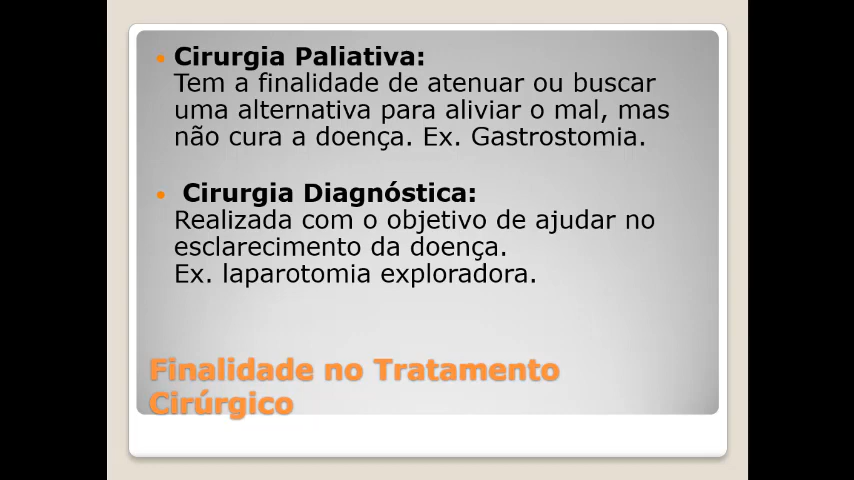 Cirurgia Paliativa:
Tem a finalidade de atenuar ou buscar
uma alternativa para aliviar o mal, mas
não cura a doença. Ex. Gastrostomia.
Cirurgia Diagnóstica:
Realizada com o objetivo de ajudar no
esclarecimento da doença.
Ex. laparotomia exploradora.
Finalidade no Tratamento
Cirúrgico